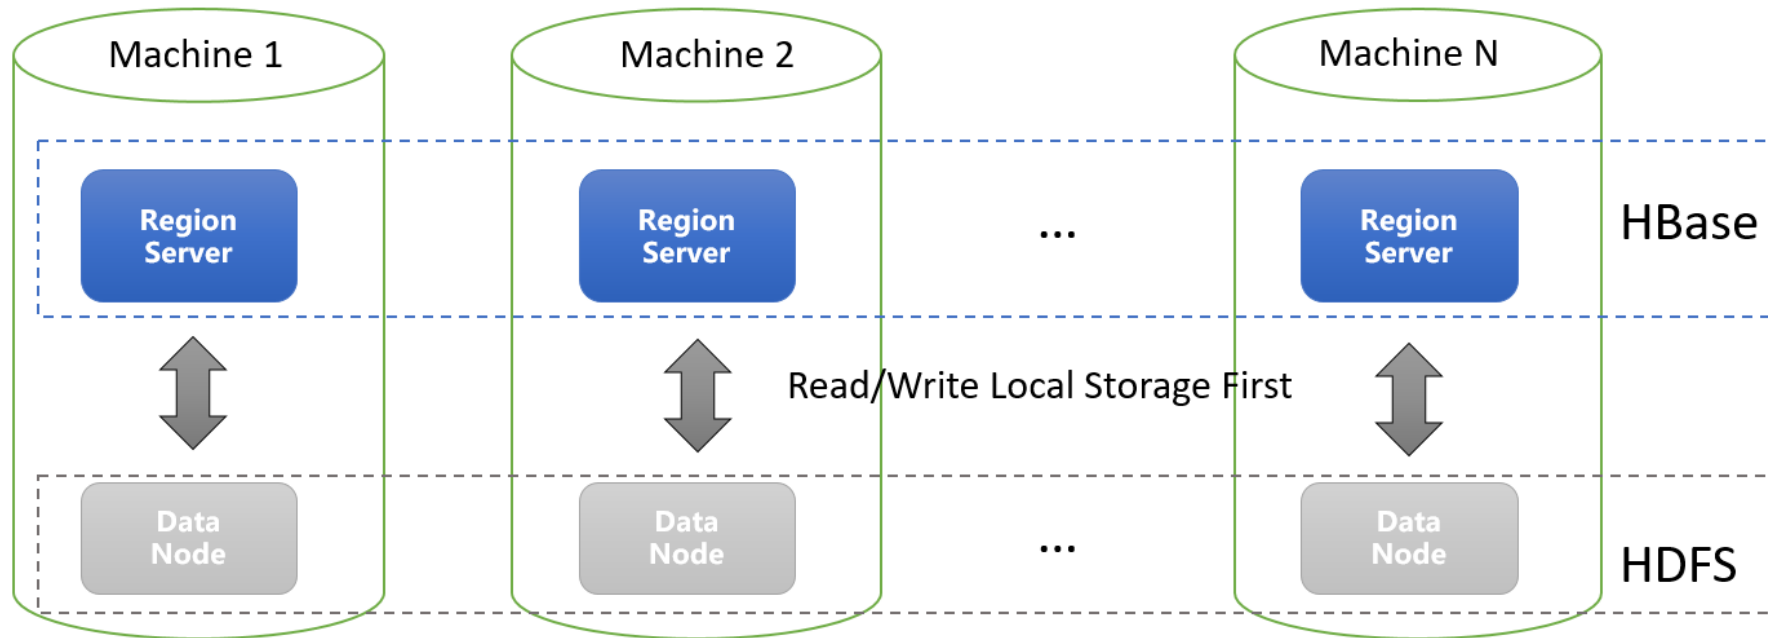 Machine 1
Machine 2
Machine N
Region
Server
Region
Server
...
Region
Server
HBase
Read/Write Local Storage First
Data
Node
Data
Node
...
Data
Node
HDFS